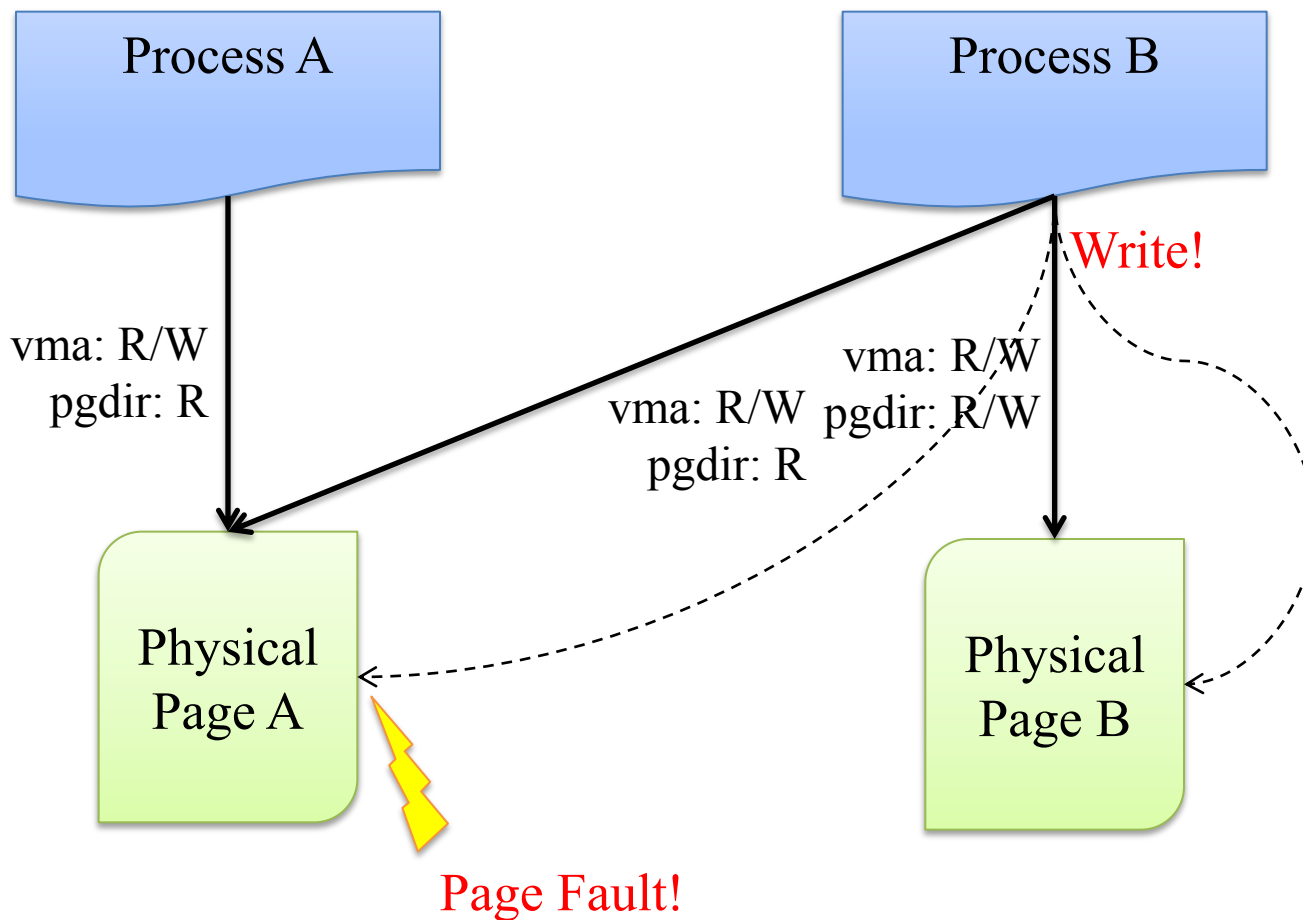 Process A
Process B
Write!
vma: R/W
pgdir: R
vma: R/W
pgdir: R
vma: R/W
pgdir: R/W
Physical
Page A
Physical
Page B
Page Fault!